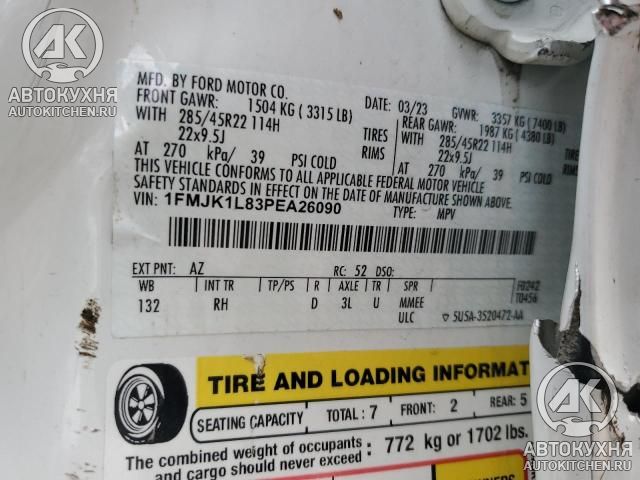 АВТОКУХНЯ
AUTOKITCHEN.RU
MFD. BY FORD MOTOR CO.
DATE: 03/23 GVWR: 3357 KG (7400 LB)
FRONT GAWR: 1504 KG (3315 LB)
REAR GAWR: 1987 KG (4380 LB)
WITH 285/45R22 114H TIRES
WITH 285/45R22 114H TIRES
22x9.5J RIMS
22x9.5J RIMS
AT 270 kPa/ 39 PSI COLD
AT 270 kPa/ 39 PSI COLD
THIS VEHICLE CONFORMS TO ALL APPLICABLE FEDERAL MOTOR VEHICLE
SAFETY STANDARDS IN EFFECT ON THE DATE OF MANUFACTURE SHOWN ABOVE.
VIN: 1FMJK1L83PEA26090
TYPE: MPV
EXT PNT: AZ RC: 52 DSO:
WB INT TR TP/PS R AXLE TR SPR F0242
132 RH D 3L U MMEE T0456
ULC ▽ 5U5A-3520472-AA
TIRE AND LOADING INFORMAT
SEATING CAPACITY TOTAL: 7 FRONT: 2 REAR: 5
The combined weight of occupants
and cargo should never exceed:
772 kg or 1702 lbs.
АВТОКУХНЯ
AUTOKITCHEN.RU